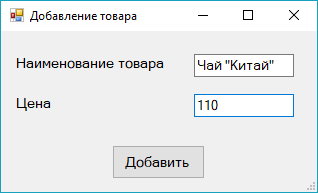 Добавление товара
Наименование товара Чай "Китай"
Цена 110
Добавить